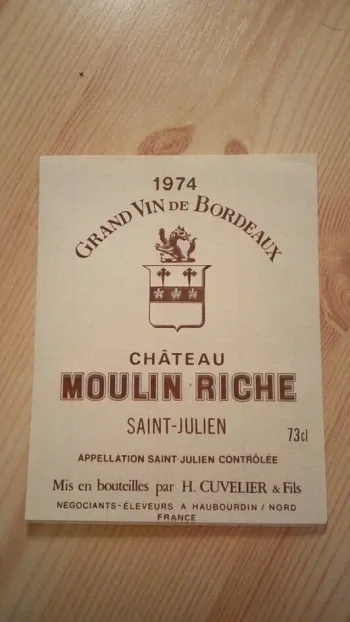 1974
GRAND VIN DE BORDEAUX
CHÂTEAU
MOULIN RICHE
SAINT-JULIEN
73cl
APPELLATION SAINT-JULIEN CONTRÔLÉE
Mis en bouteilles par H. CUVELIER & Fils
NÉGOCIANTS-ÉLEVEURS A HAUBOURDIN / NORD
FRANCE